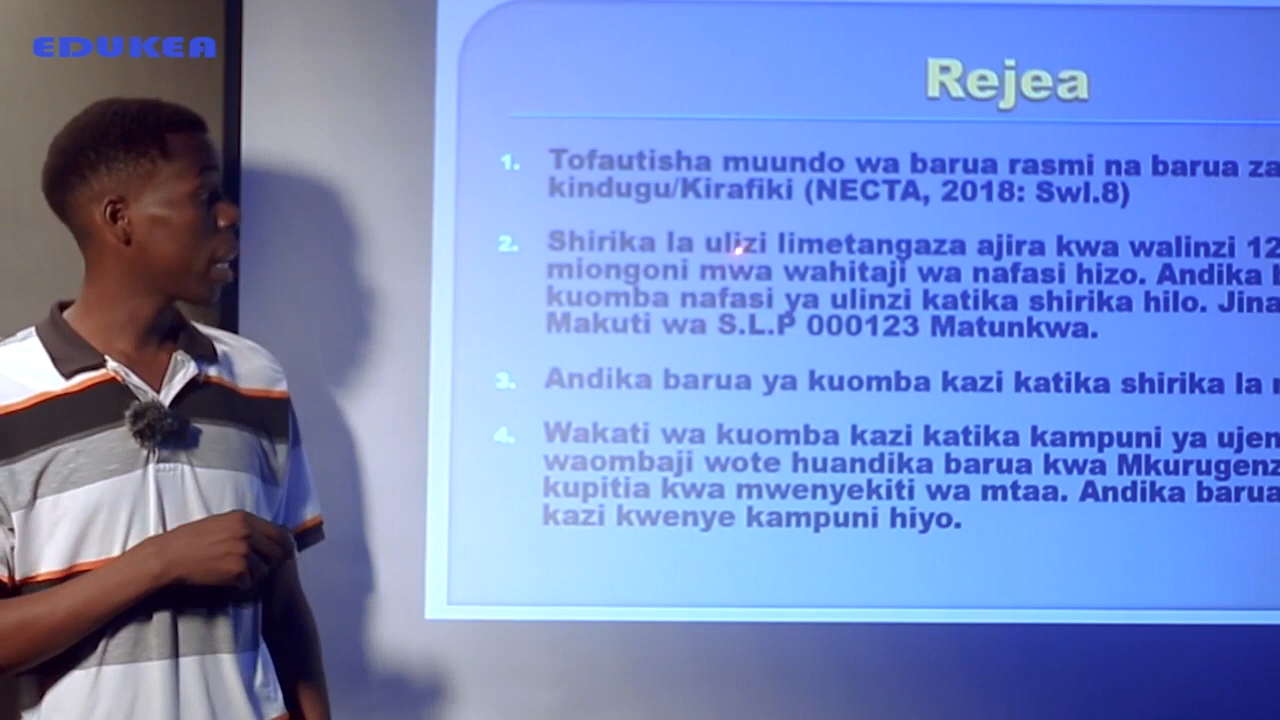 EDUKEA
Rejea
1. Tofautisha muundo wa barua rasmi na barua za
kindugu/Kirafiki (NECTA, 2018: Swl.8)
2. Shirika la ulizi limetangaza ajira kwa walinzi 12
miongoni mwa wahitaji wa nafasi hizo. Andika
kuomba nafasi ya ulinzi katika shirika hilo. Jina
Makuti wa S.L.P 000123 Matunkwa.
3. Andika barua ya kuomba kazi katika shirika la
4. Wakati wa kuomba kazi katika kampuni ya ujen
waombaji wote huandika barua kwa Mkurugenz
kupitia kwa mwenyekiti wa mtaa. Andika barua
kazi kwenye kampuni hiyo.